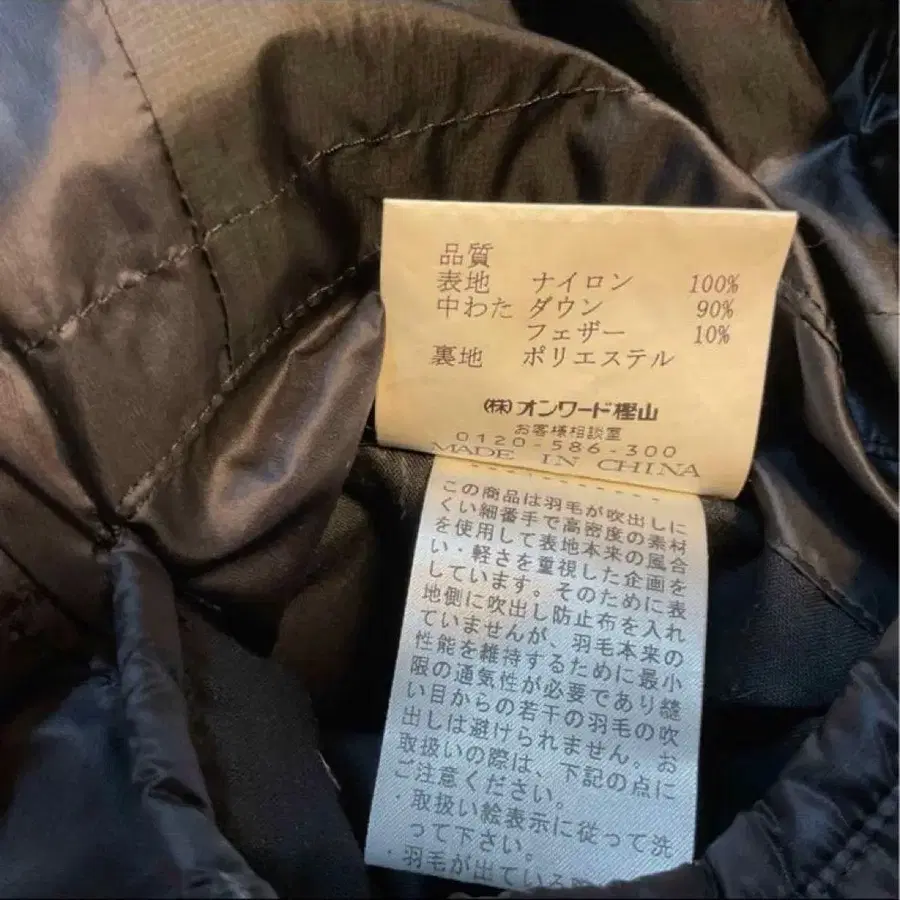 品質
表地 ナイロン 100%
中わた ダウン 90%
フェザー 10%
裏地 ポリエステル
(株)オンワード樫山
お客様相談室
0120-586-300
MADE IN CHINA
この商品は羽毛が吹出しに
くい細番手で高密度の素材
を使用して表地本来の風合
い・軽さを重視した企画を
しています。そのために表
地側に吹出し防止布を入れ
ていませんが、羽毛本来の
性能を維持するために最小
限の通気性が必要であり縫
い目からの若干の羽毛の吹
出しは避けられません。お
取扱いの際は、下記の点に
ご注意ください。
・取扱い絵表示に従って洗
って下さい。
・羽毛が出ている